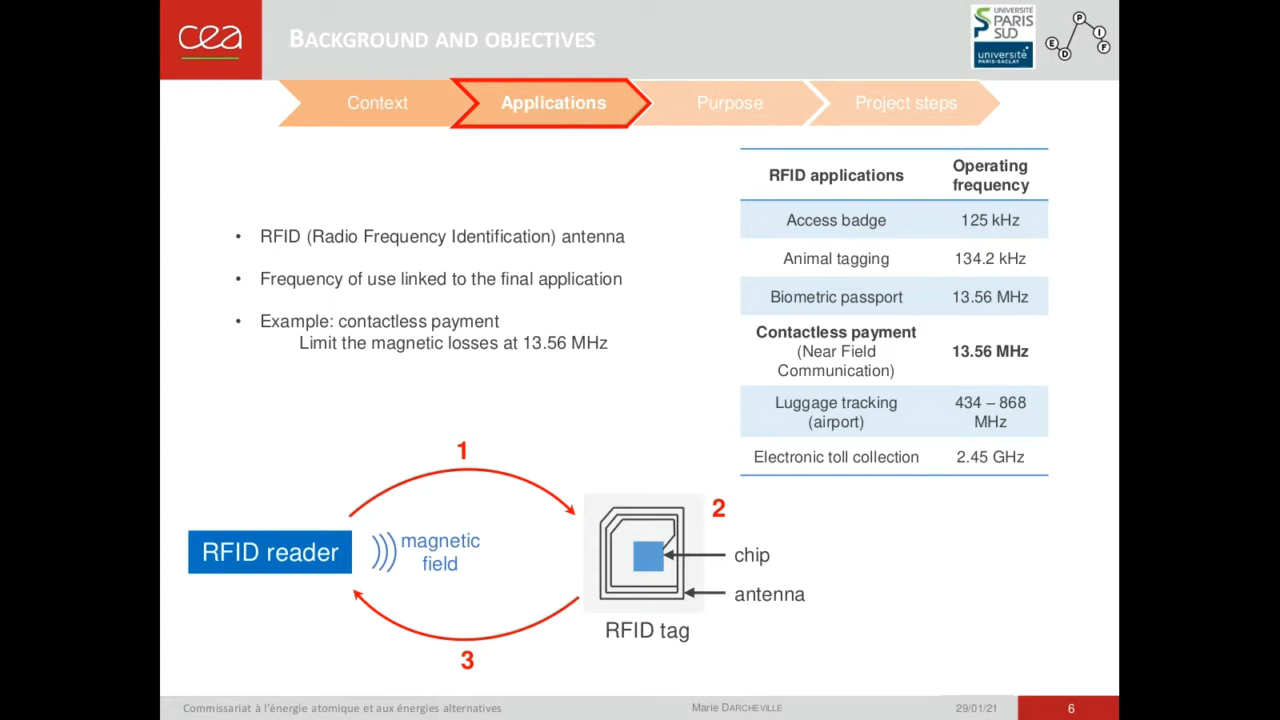 cea
BACKGROUND AND OBJECTIVES
UNIVERSITÉ
PARIS
SUD
université
PARIS-SACLAY
E D P I F
Context
Applications
Purpose
Project steps
• RFID (Radio Frequency Identification) antenna
• Frequency of use linked to the final application
• Example: contactless payment
Limit the magnetic losses at 13.56 MHz
RFID applications
Operating
frequency
Access badge 125 kHz
Animal tagging 134.2 kHz
Biometric passport 13.56 MHz
Contactless payment
(Near Field
Communication)
13.56 MHz
Luggage tracking
(airport)
434 – 868
MHz
Electronic toll collection 2.45 GHz
1
RFID reader
magnetic
field
2
chip
antenna
RFID tag
3
Commissariat à l'énergie atomique et aux énergies alternatives
Marie DARCHEVILLE
29/01/21
6